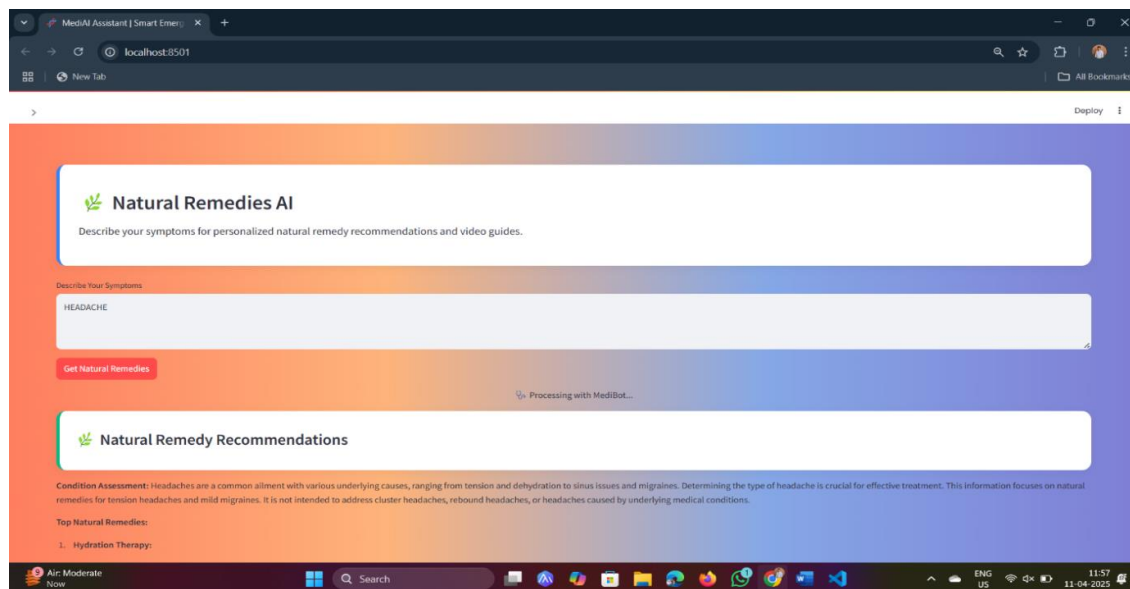 MediAI Assistant | Smart Emerg
localhost:8501
New Tab
All Bookmarks
Deploy
Natural Remedies AI
Describe your symptoms for personalized natural remedy recommendations and video guides.
Describe Your Symptoms
HEADACHE
Get Natural Remedies
Processing with MediBot...
Natural Remedy Recommendations
Condition Assessment: Headaches are a common ailment with various underlying causes, ranging from tension and dehydration to sinus issues and migraines. Determining the type of headache is crucial for effective treatment. This information focuses on natural
remedies for tension headaches and mild migraines. It is not intended to address cluster headaches, rebound headaches, or headaches caused by underlying medical conditions.
Top Natural Remedies:
1. Hydration Therapy:
9 Air: Moderate
Now
Search
ENG
US
11:57
11-04-2025